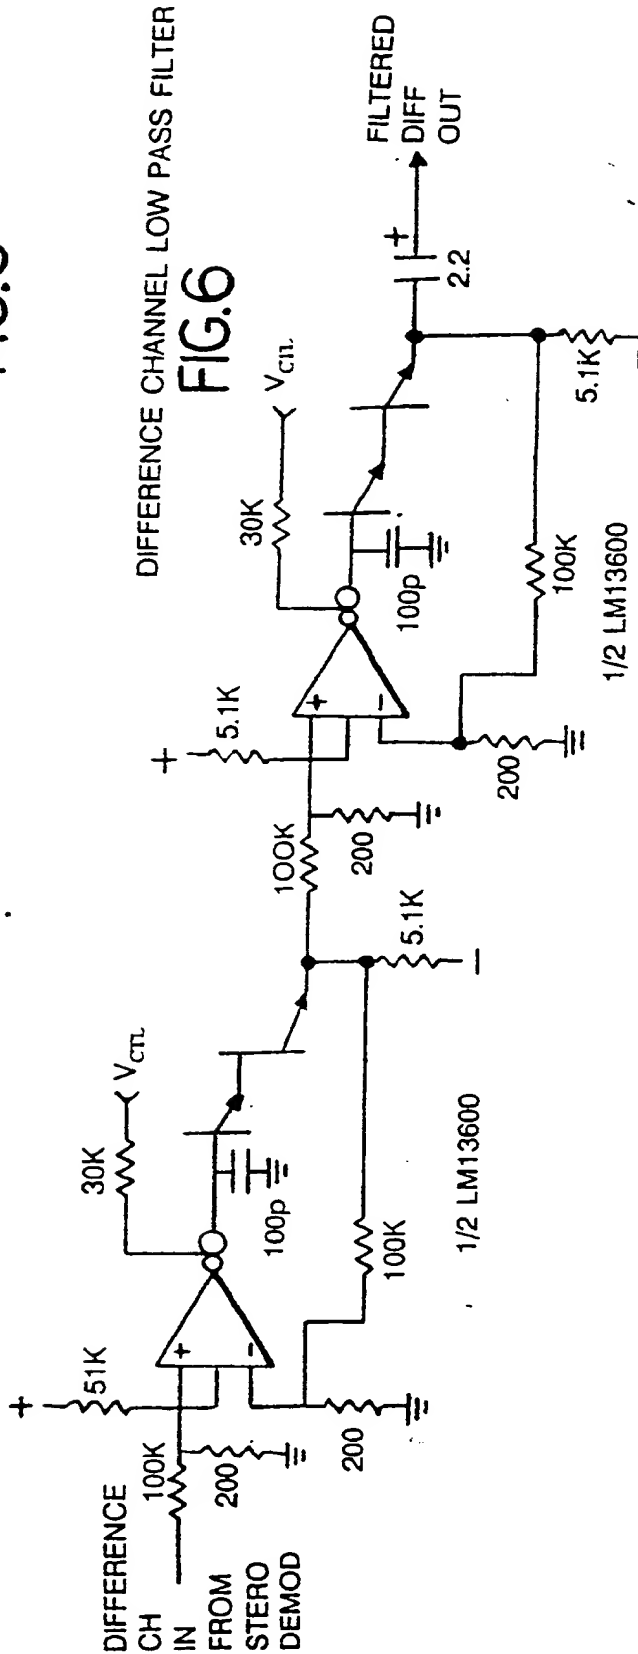 DIFFERENCE CHANNEL LOW PASS FILTER
FIG.6
DIFFERENCE
CH
IN
FROM
STERO
DEMOD
100K
200
+
51K
+
-
200
30K
VCTL
100p
100K
1/2 LM13600
5.1K
-
100K
200
+
5.1K
+
-
200
30K
VCTL
100p
100K
1/2 LM13600
5.1K
+
2.2
FILTERED
DIFF
OUT